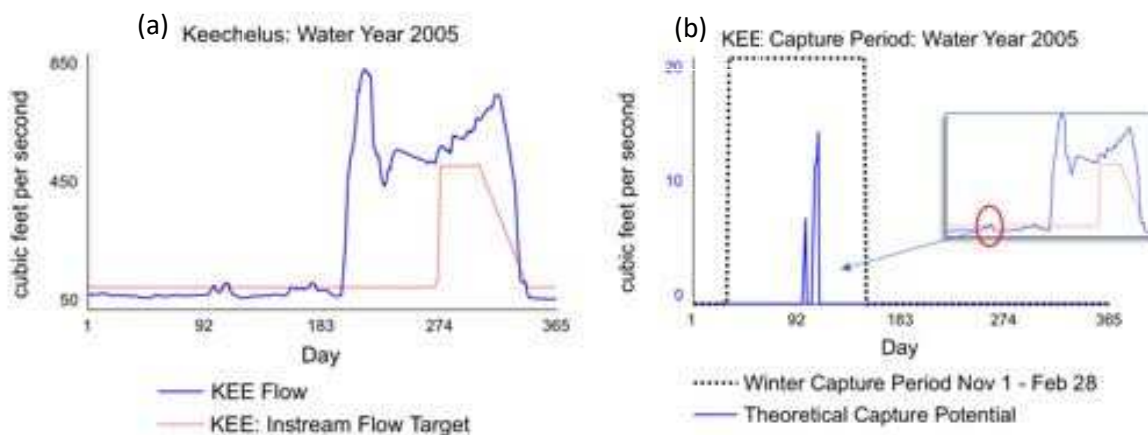 (a)
Keechelus: Water Year 2005
cubic feet per second
650
450
50
1 92 183 274 365
Day
KEE Flow
KEE: Instream Flow Target
(b)
KEE Capture Period: Water Year 2005
cubic feet per second
20
10
0
1 92 183 274 365
Day
Winter Capture Period Nov 1 - Feb 28
Theoretical Capture Potential